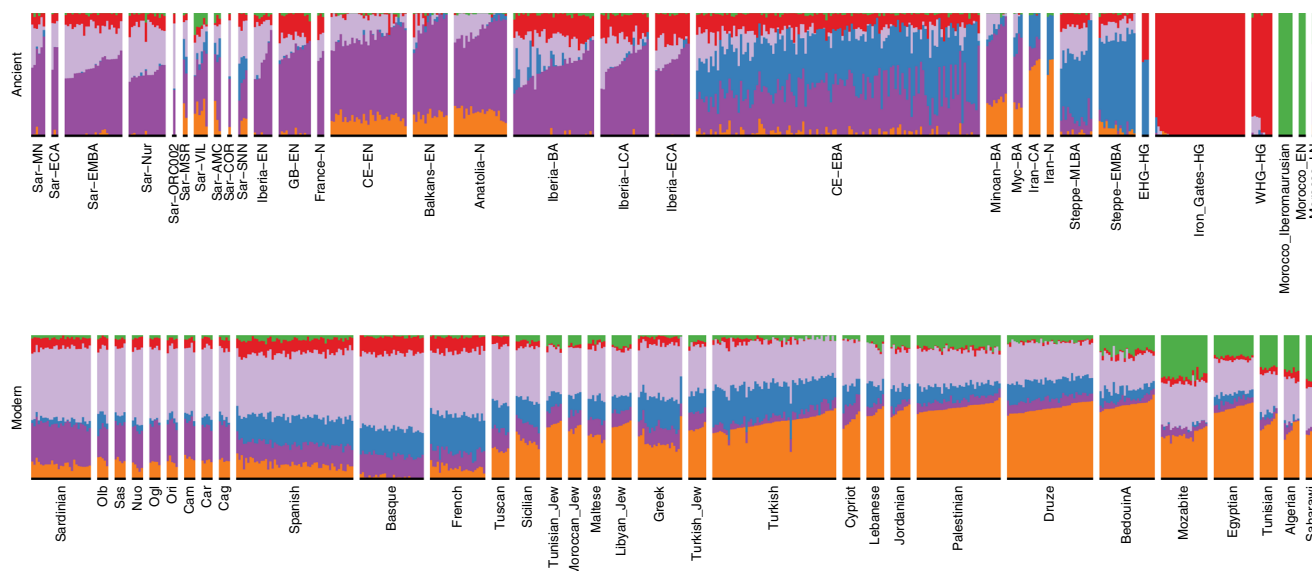 Ancient
Sar−MN
Sar−ECA
Sar−EMBA
Sar−Nur
Sar−ORC002
Sar−MSR
Sar−VIL
Sar−AMC
Sar−COR
Sar−SNN
Iberia−EN
GB−EN
France−N
CE−EN
Balkans−EN
Anatolia−N
Iberia−BA
Iberia−LCA
Iberia−ECA
CE−EBA
Minoan−BA
Myc−BA
Iran−CA
Iran−N
Steppe−MLBA
Steppe−EMBA
EHG−HG
Iron_Gates−HG
WHG−HG
Morocco_Iberomaurusian
Morocco_EN
Modern
Sardinian
Olb
Sas
Nuo
Ogl
Ori
Cam
Car
Cag
Spanish
Basque
French
Tuscan
Sicilian
Tunisian_Jew
Moroccan_Jew
Maltese
Libyan_Jew
Greek
Turkish_Jew
Turkish
Cypriot
Lebanese
Jordanian
Palestinian
Druze
BedouinA
Mozabite
Egyptian
Tunisian
Algerian